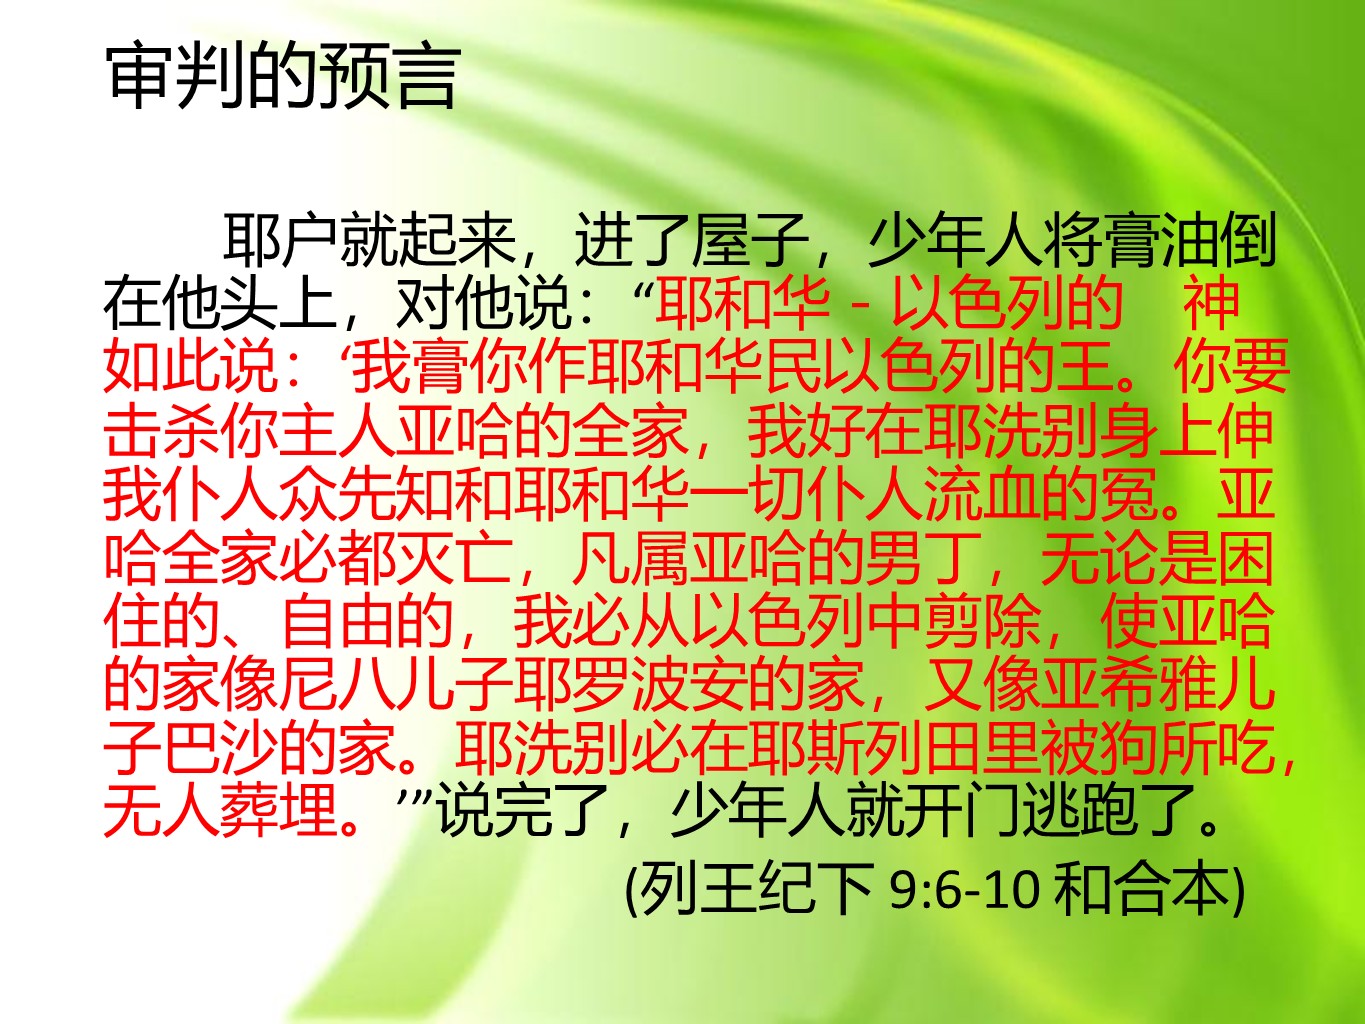 审判的预言
耶户就起来，进了屋子，少年人将膏油倒
在他头上，对他说：“耶和华－以色列的　神
如此说：‘我膏你作耶和华民以色列的王。你要
击杀你主人亚哈的全家，我好在耶洗别身上伸
我仆人众先知和耶和华一切仆人流血的冤。亚
哈全家必都灭亡，凡属亚哈的男丁，无论是困
住的、自由的，我必从以色列中剪除，使亚哈
的家像尼八儿子耶罗波安的家，又像亚希雅儿
子巴沙的家。耶洗别必在耶斯列田里被狗所吃，
无人葬埋。’”说完了，少年人就开门逃跑了。
(列王纪下 9:6-10 和合本)